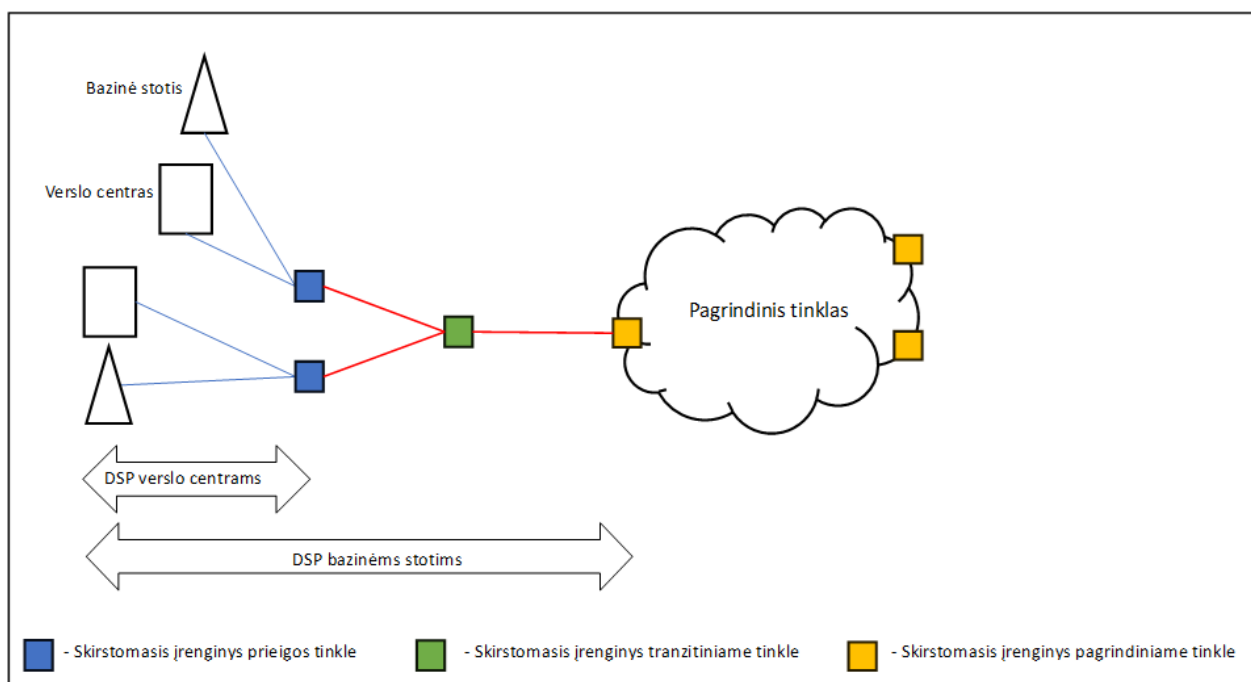 Bazinė stotis
Verslo centras
Pagrindinis tinklas
DSP verslo centrams
DSP bazinėms stotims
- Skirstomasis įrenginys prieigos tinkle
- Skirstomasis įrenginys tranzitiniame tinkle
- Skirstomasis įrenginys pagrindiniame tinkle